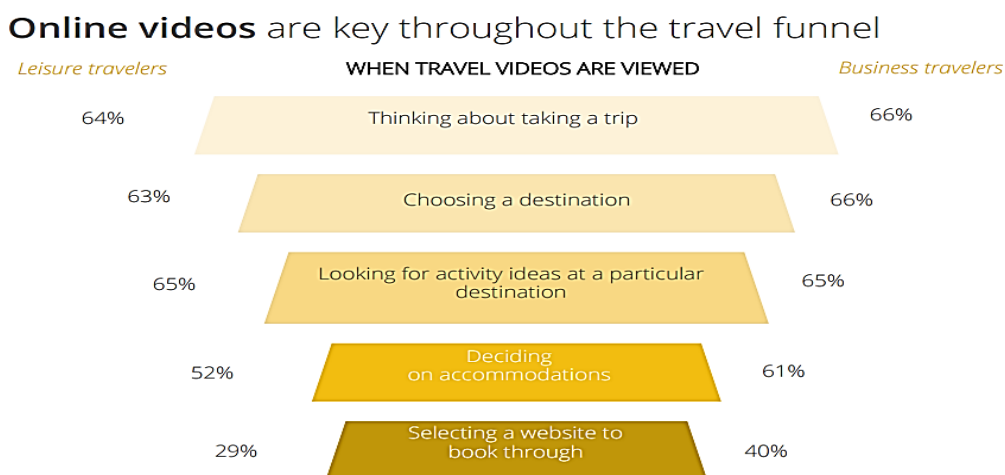 Online videos are key throughout the travel funnel
Leisure travelers
WHEN TRAVEL VIDEOS ARE VIEWED
Business travelers
64%
Thinking about taking a trip
66%
63%
Choosing a destination
66%
65%
Looking for activity ideas at a particular
destination
65%
52%
Deciding
on accommodations
61%
29%
Selecting a website to
book through
40%